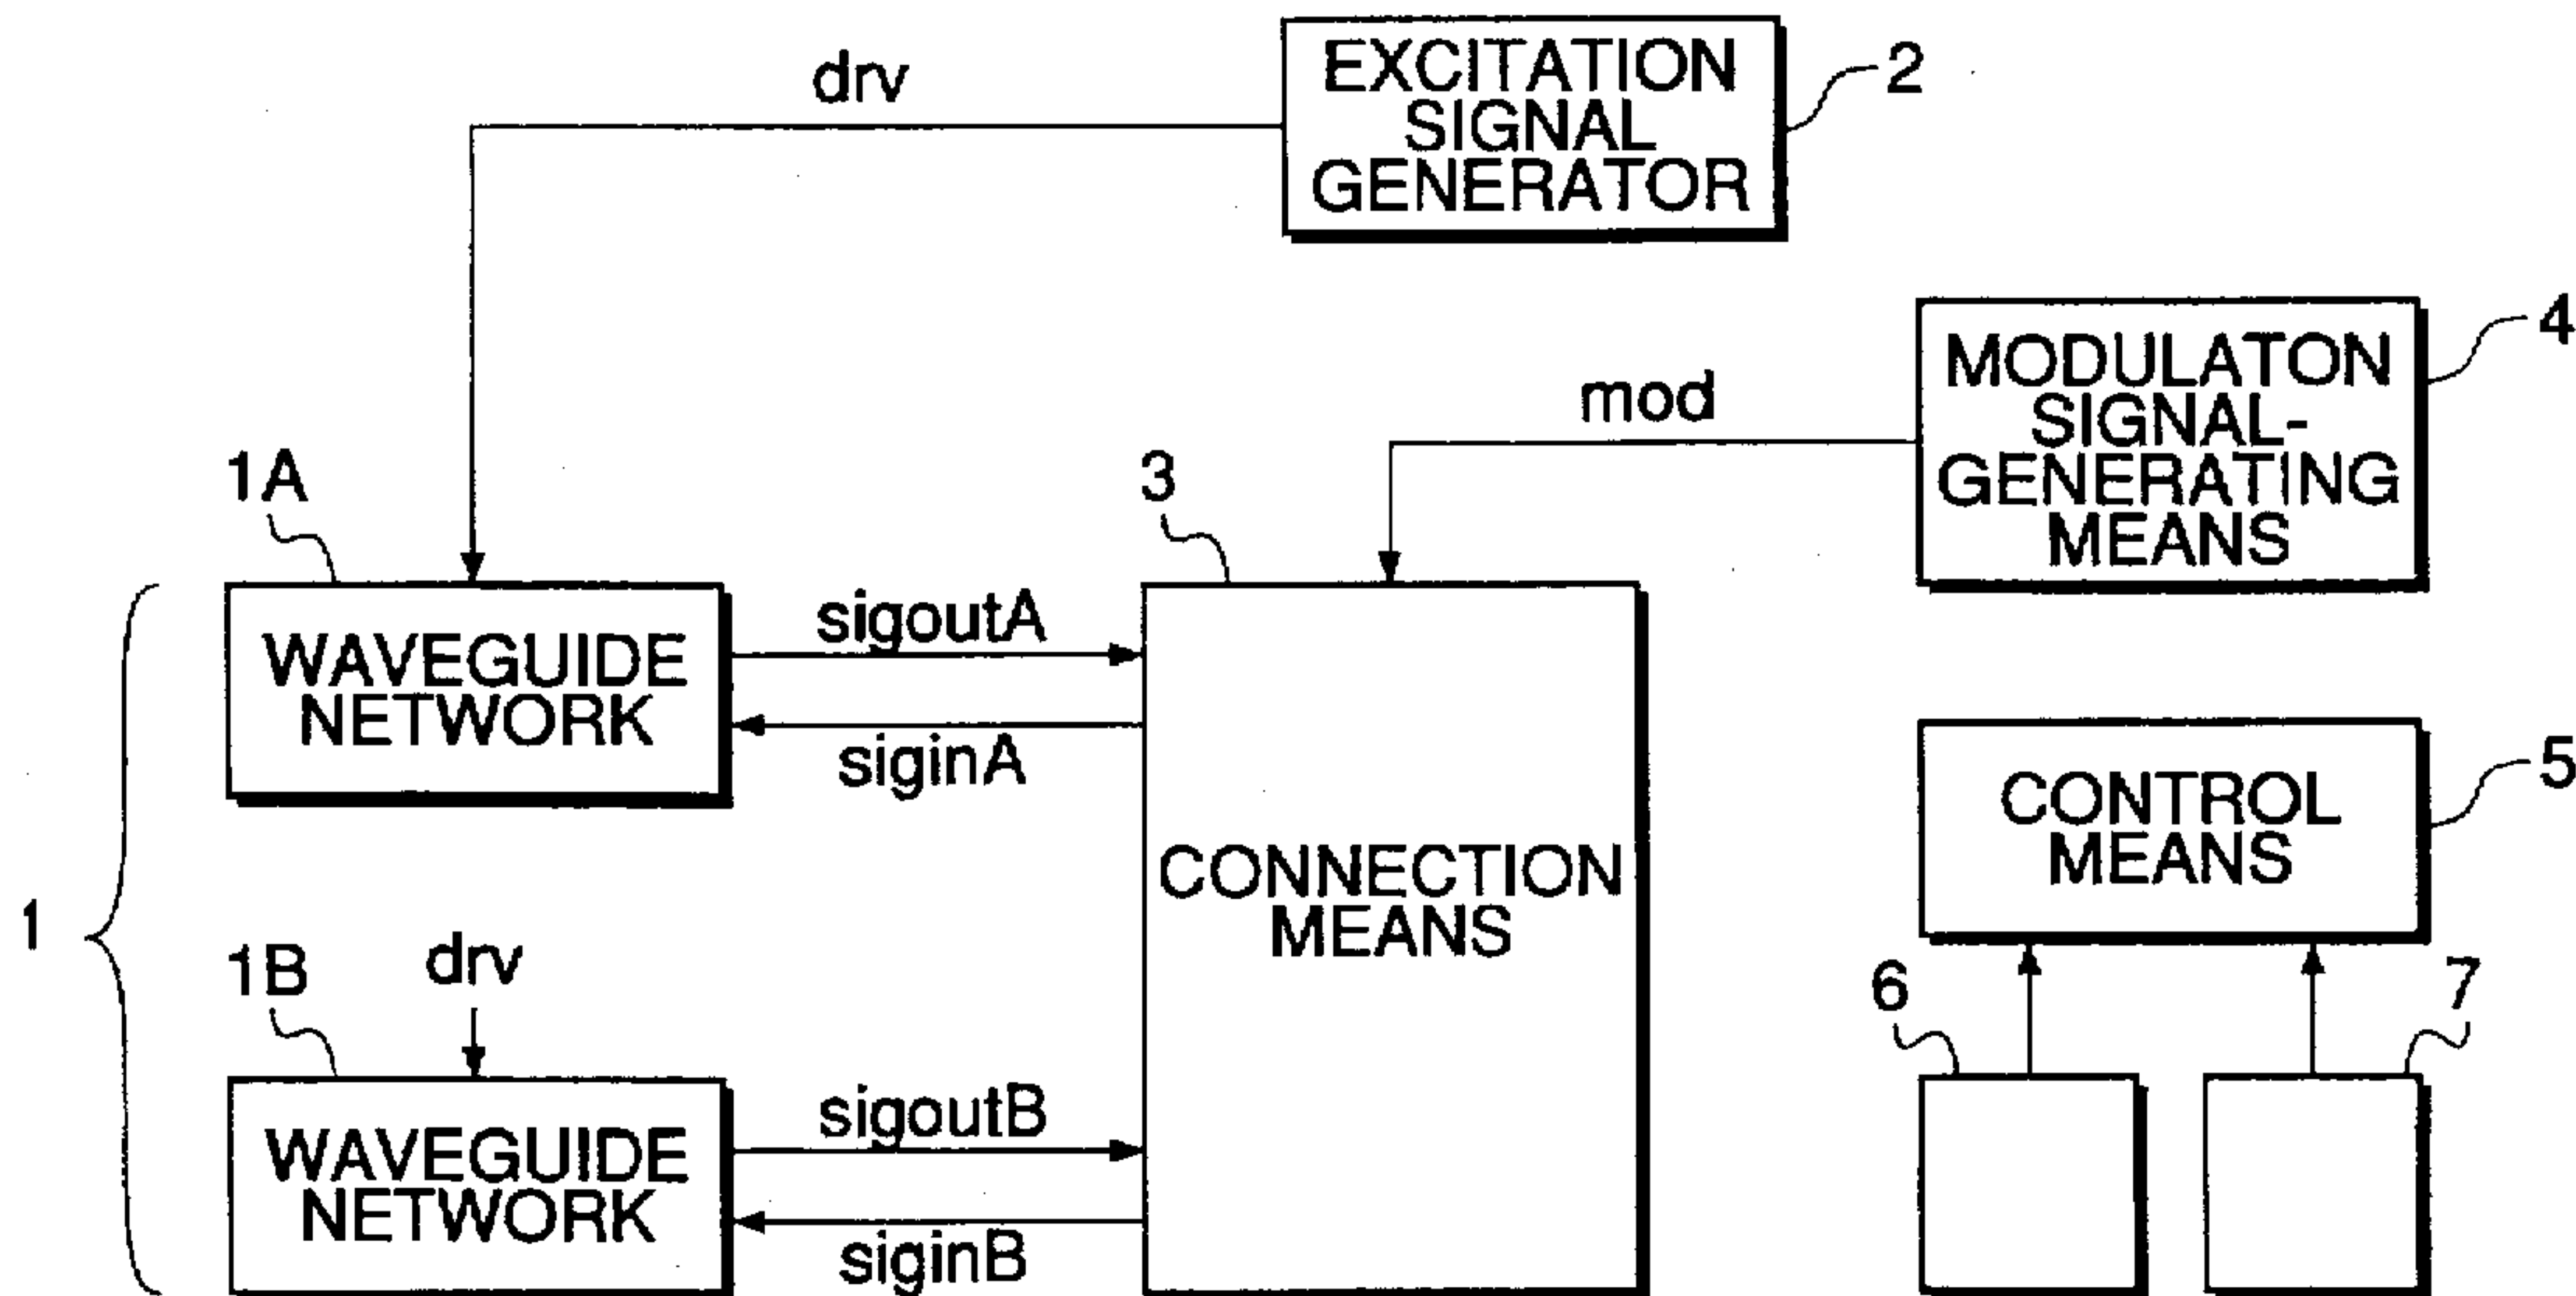 drv
EXCITATION
SIGNAL
GENERATOR
2
mod
MODULATON
SIGNAL-
GENERATING
MEANS
4
1A
3
WAVEGUIDE
NETWORK
sigoutA
siginA
CONNECTION
MEANS
CONTROL
MEANS
5
1
1B
drv
6
7
WAVEGUIDE
NETWORK
sigoutB
siginB